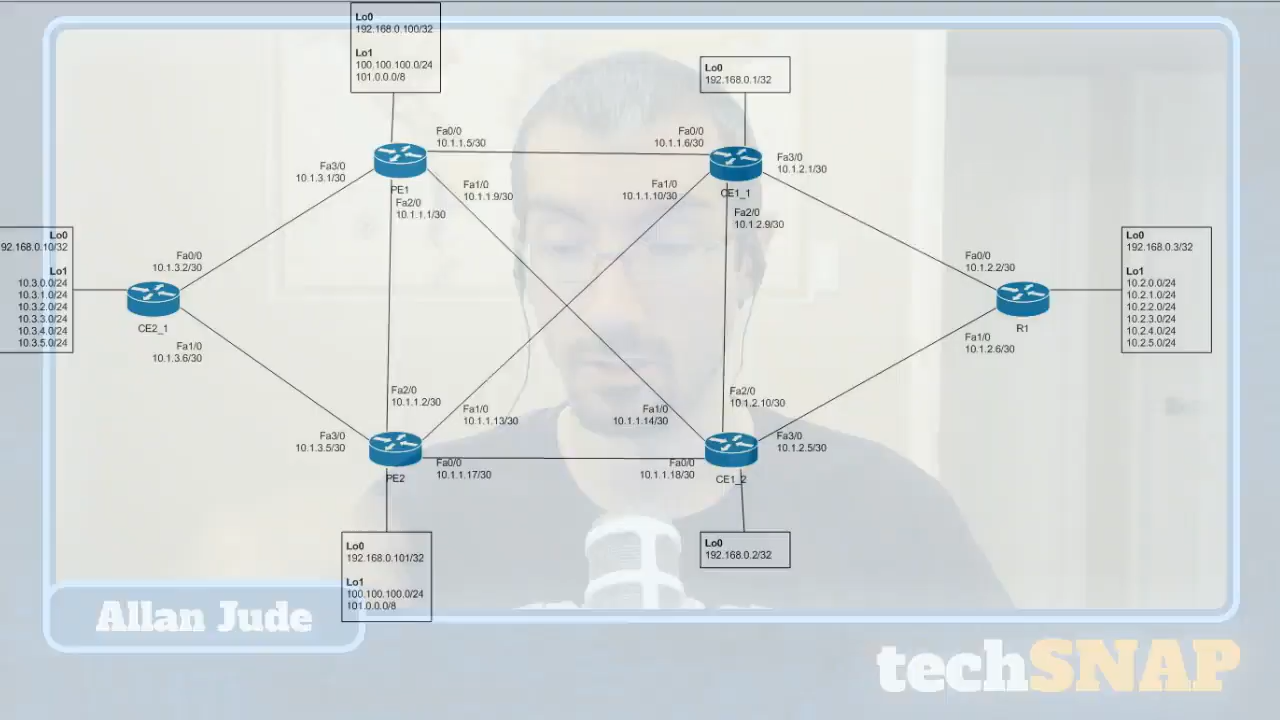 Lo0
192.168.0.100/32
Lo1
100.100.100.0/24
101.0.0.0/8
Lo0
192.168.0.1/32
Fa0/0
10.1.1.5/30
Fa0/0
10.1.1.6/30
Fa3/0
10.1.3.1/30
PE1
Fa1/0
10.1.1.9/30
Fa2/0
10.1.1.1/30
Fa1/0
10.1.1.10/30
CE1_1
Fa3/0
10.1.2.1/30
Fa2/0
10.1.2.9/30
Lo0
92.168.0.10/32
Lo1
10.3.0.0/24
10.3.1.0/24
10.3.2.0/24
10.3.3.0/24
10.3.4.0/24
10.3.5.0/24
Fa0/0
10.1.3.2/30
CE2_1
Fa1/0
10.1.3.6/30
Fa0/0
10.1.2.2/30
R1
Fa1/0
10.1.2.6/30
Lo0
192.168.0.3/32
Lo1
10.2.0.0/24
10.2.1.0/24
10.2.2.0/24
10.2.3.0/24
10.2.4.0/24
10.2.5.0/24
Fa2/0
10.1.1.2/30
Fa1/0
10.1.1.13/30
Fa1/0
10.1.1.14/30
Fa2/0
10.1.2.10/30
Fa3/0
10.1.3.5/30
PE2
Fa0/0
10.1.1.17/30
Fa0/0
10.1.1.18/30
CE1_2
Fa3/0
10.1.2.5/30
Lo0
192.168.0.101/32
Lo1
100.100.100.0/24
101.0.0.0/8
Lo0
192.168.0.2/32
Allan Jude
techSNAP